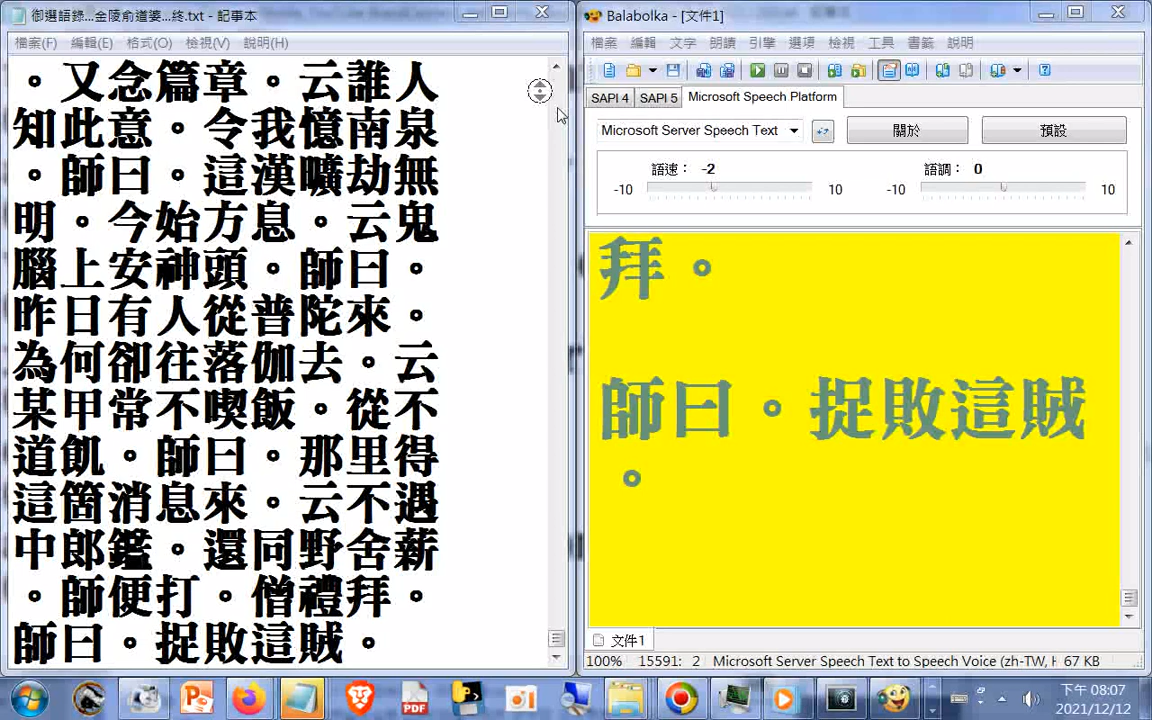 御選語錄...金陵俞道婆...終.txt - 記事本
檔案(F) 編輯(E) 格式(O) 檢視(V) 說明(H)
。又念篇章。云誰人
知此意。令我憶南泉
。師曰。這漢曠劫無
明。今始方息。云鬼
腦上安神頭。師曰。
昨日有人從普陀來。
為何卻往落伽去。云
某甲常不喫飯。從不
道飢。師曰。那里得
這箇消息來。云不遇
中郎鑑。還同野舍薪
。師便打。僧禮拜。
師曰。捉敗這賊。
Balabolka - [文件1]
檔案 編輯 文字 朗讀 引擎 選項 檢視 工具 書籤 說明
SAPI 4 SAPI 5 Microsoft Speech Platform
Microsoft Server Speech Text 關於 預設
語速: -2 語調: 0
-10 10 -10 10
拜。
師曰。捉敗這賊
。
文件1
100% 15591: 2 Microsoft Server Speech Text to Speech Voice (zh-TW, H 67 KB
PDF
下午 08:07
2021/12/12